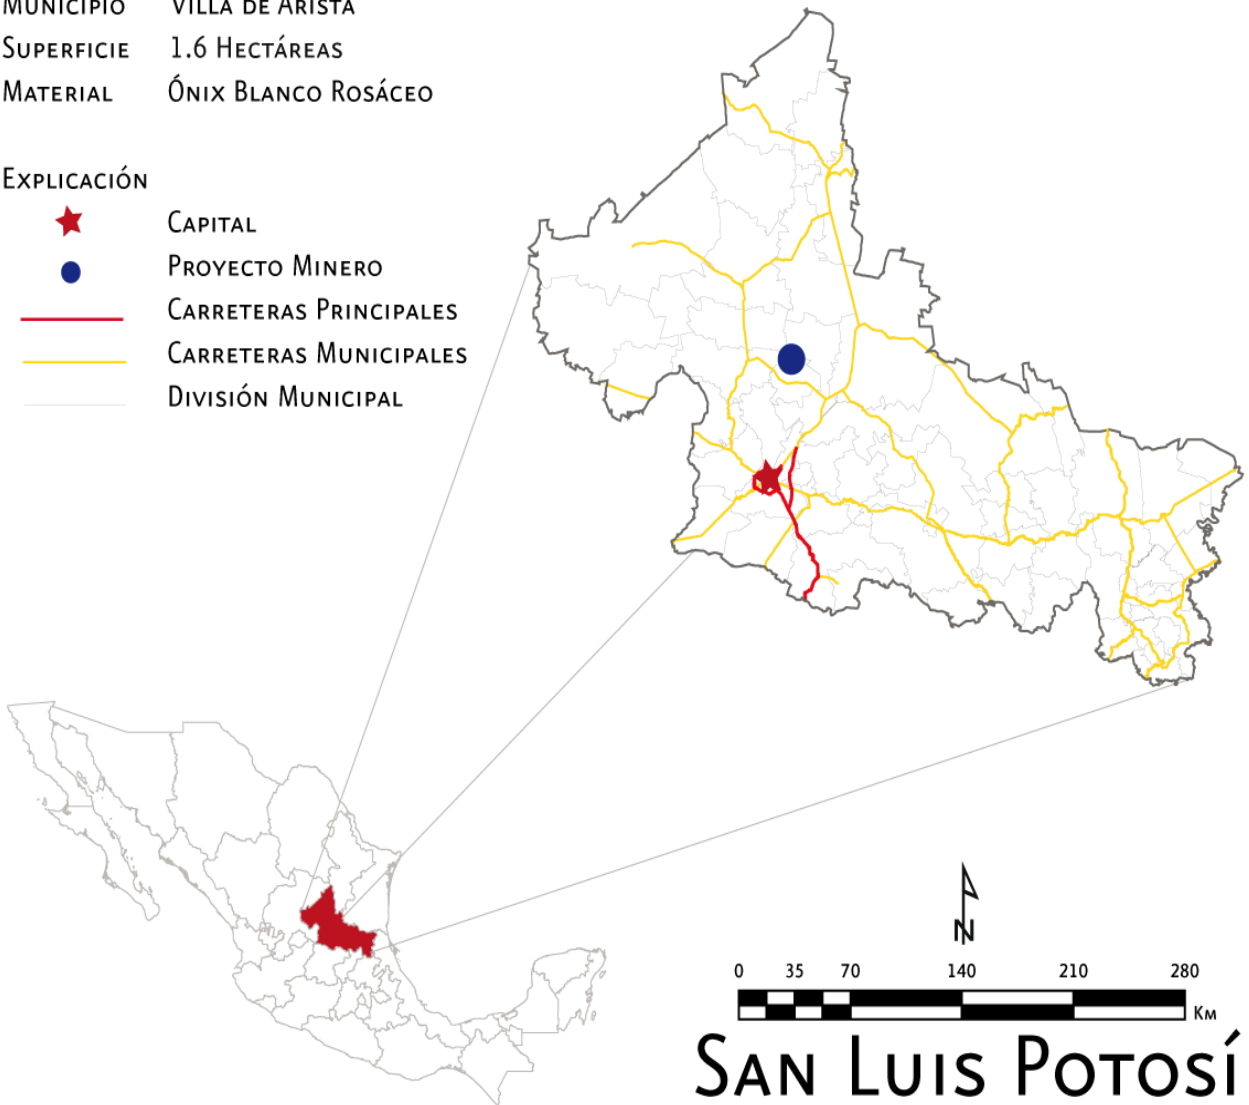 Municipio Villa de Arista
Superficie 1.6 Hectáreas
Material Ónix Blanco Rosáceo
Explicación
Capital
Proyecto Minero
Carreteras Principales
Carreteras Municipales
División Municipal
N
0 35 70 140 210 280
Km
San Luis Potosí